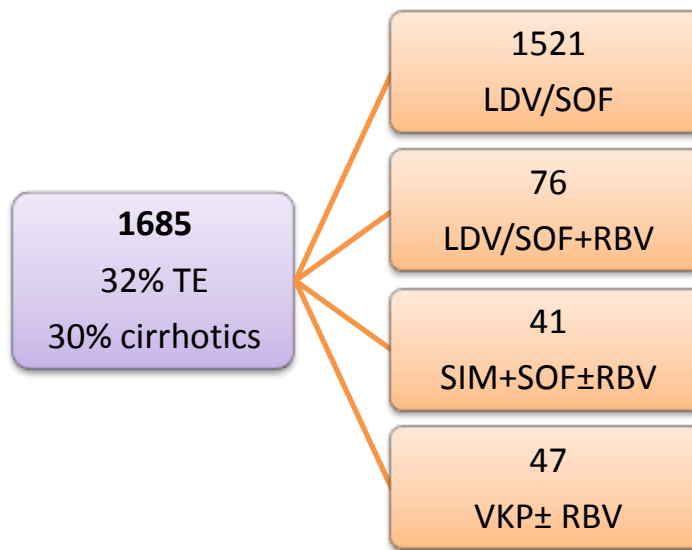 1685
32% TE
30% cirrhotics
1521
LDV/SOF
76
LDV/SOF+RBV
41
SIM+SOF±RBV
47
VKP± RBV